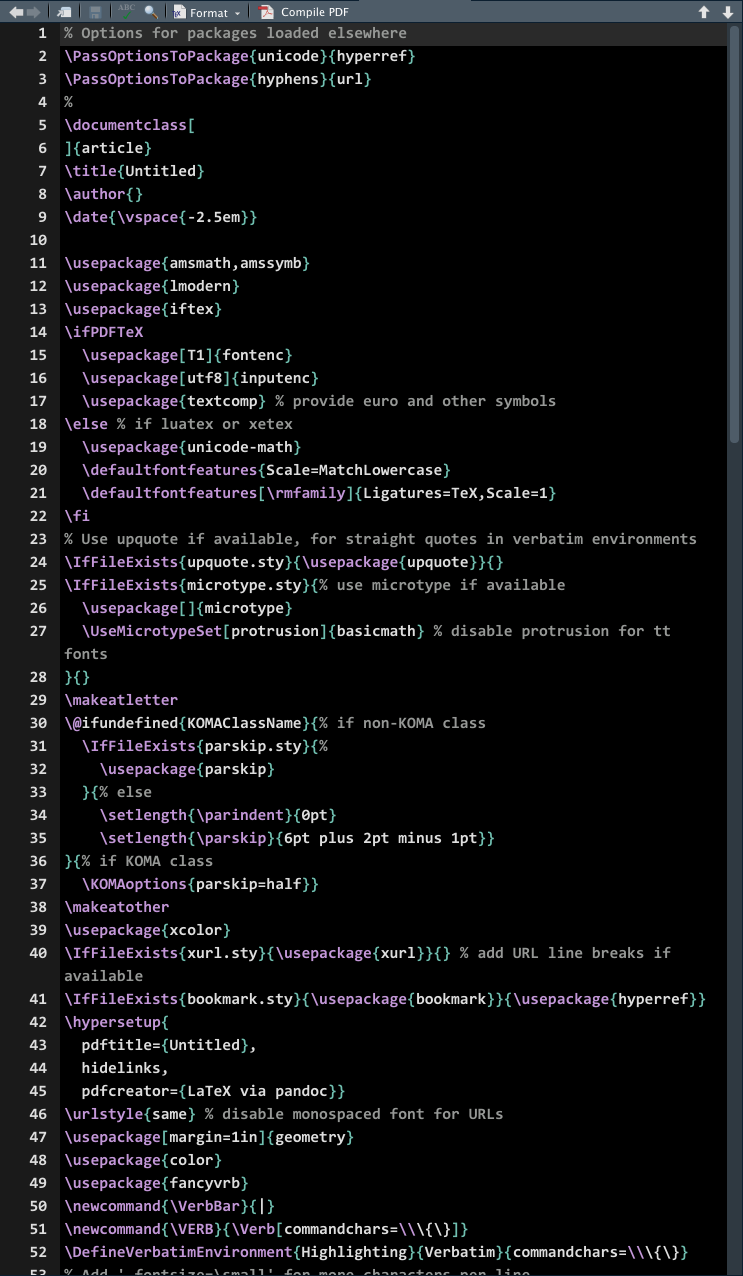 ABC Format Compile PDF
1 % Options for packages loaded elsewhere
2 \PassOptionsToPackage{unicode}{hyperref}
3 \PassOptionsToPackage{hyphens}{url}
4 %
5 \documentclass[
6 ]{article}
7 \title{Untitled}
8 \author{}
9 \date{\vspace{-2.5em}}
10
11 \usepackage{amsmath,amssymb}
12 \usepackage{lmodern}
13 \usepackage{iftex}
14 \ifPDFTeX
15   \usepackage[T1]{fontenc}
16   \usepackage[utf8]{inputenc}
17   \usepackage{textcomp} % provide euro and other symbols
18 \else % if luatex or xetex
19   \usepackage{unicode-math}
20   \defaultfontfeatures{Scale=MatchLowercase}
21   \defaultfontfeatures[\rmfamily]{Ligatures=TeX,Scale=1}
22 \fi
23 % Use upquote if available, for straight quotes in verbatim environments
24 \IfFileExists{upquote.sty}{\usepackage{upquote}}{}
25 \IfFileExists{microtype.sty}{% use microtype if available
26   \usepackage[]{microtype}
27   \UseMicrotypeSet[protrusion]{basicmath} % disable protrusion for tt
fonts
28 }{}
29 \makeatletter
30 \@ifundefined{KOMAClassName}{% if non-KOMA class
31   \IfFileExists{parskip.sty}{%
32     \usepackage{parskip}
33   }{% else
34     \setlength{\parindent}{0pt}
35     \setlength{\parskip}{6pt plus 2pt minus 1pt}}
36 }{% if KOMA class
37   \KOMAoptions{parskip=half}}
38 \makeatother
39 \usepackage{xcolor}
40 \IfFileExists{xurl.sty}{\usepackage{xurl}}{} % add URL line breaks if
available
41 \IfFileExists{bookmark.sty}{\usepackage{bookmark}}{\usepackage{hyperref}}
42 \hypersetup{
43   pdftitle={Untitled},
44   hidelinks,
45   pdfcreator={LaTeX via pandoc}}
46 \urlstyle{same} % disable monospaced font for URLs
47 \usepackage[margin=1in]{geometry}
48 \usepackage{color}
49 \usepackage{fancyvrb}
50 \newcommand{\VerbBar}{|}
51 \newcommand{\VERB}{\Verb[commandchars=\\\{\}]}
52 \DefineVerbatimEnvironment{Highlighting}{Verbatim}{commandchars=\\\{\}}
53 % Add ',fontsize=\small' for more characters per line